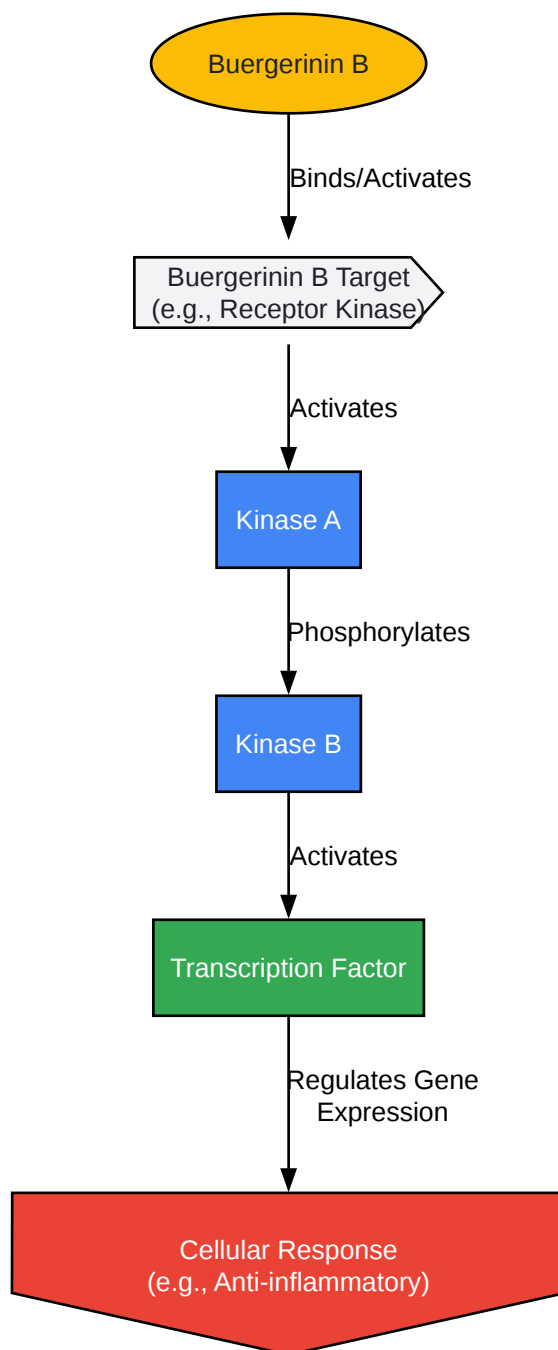 Buergerinin B
Binds/Activates
Buergerinin B Target
(e.g., Receptor Kinase)
Activates
Kinase A
Phosphorylates
Kinase B
Activates
Transcription Factor
Regulates Gene
Expression
Cellular Response
(e.g., Anti-inflammatory)